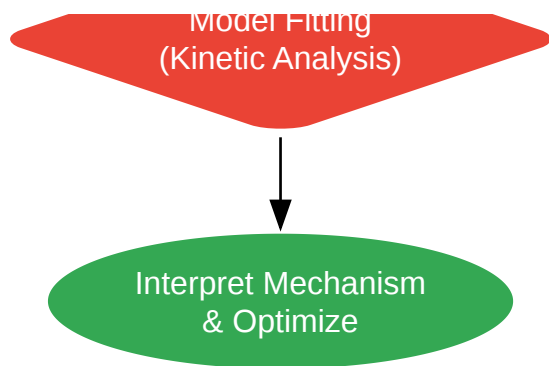 Model Fitting
(Kinetic Analysis)
Interpret Mechanism
& Optimize